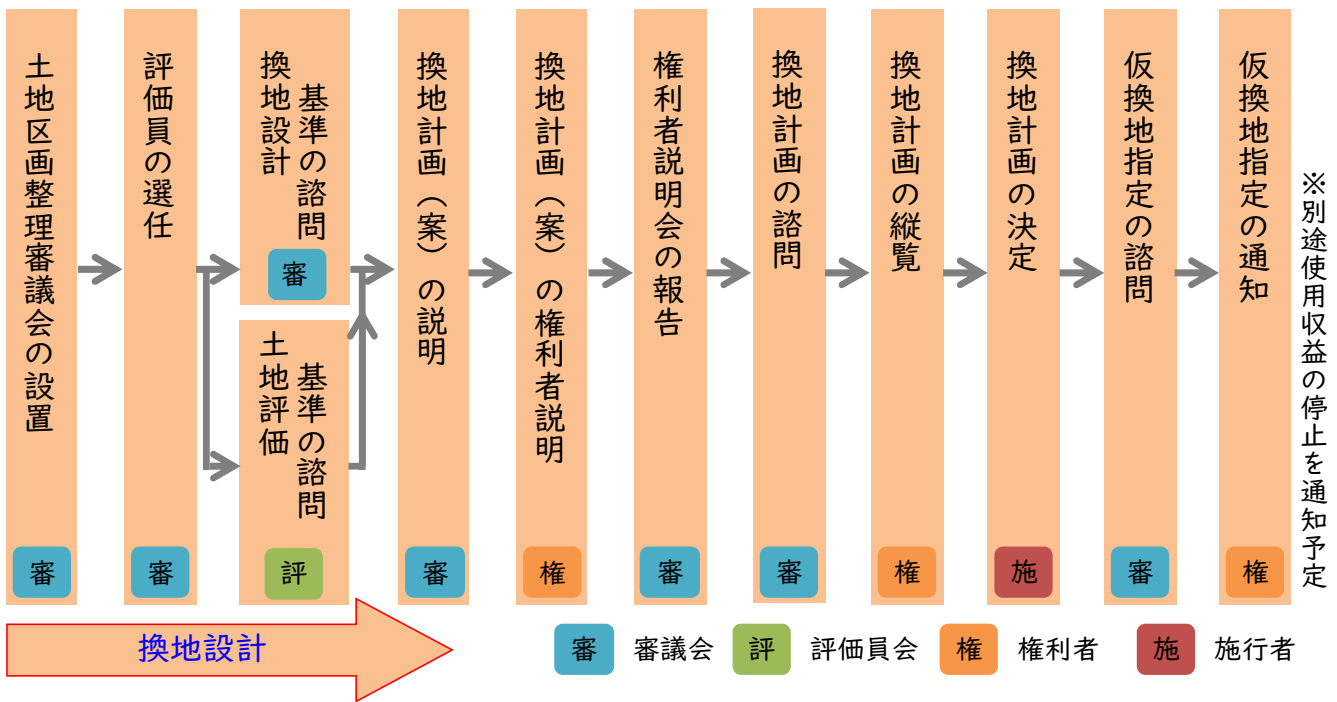 土地区画整理審議会の設置
審
評価員の選任
審
換地設計
基準の諮問
審
土地評価
基準の諮問
評
換地計画（案）の説明
審
換地計画（案）の権利者説明
権
権利者説明会の報告
審
換地計画の諮問
審
換地計画の縦覧
権
換地計画の決定
施
仮換地指定の諮問
審
仮換地指定の通知
権
※別途使用収益の停止を通知予定
換地設計
審 審議会
評 評価員会
権 権利者
施 施行者